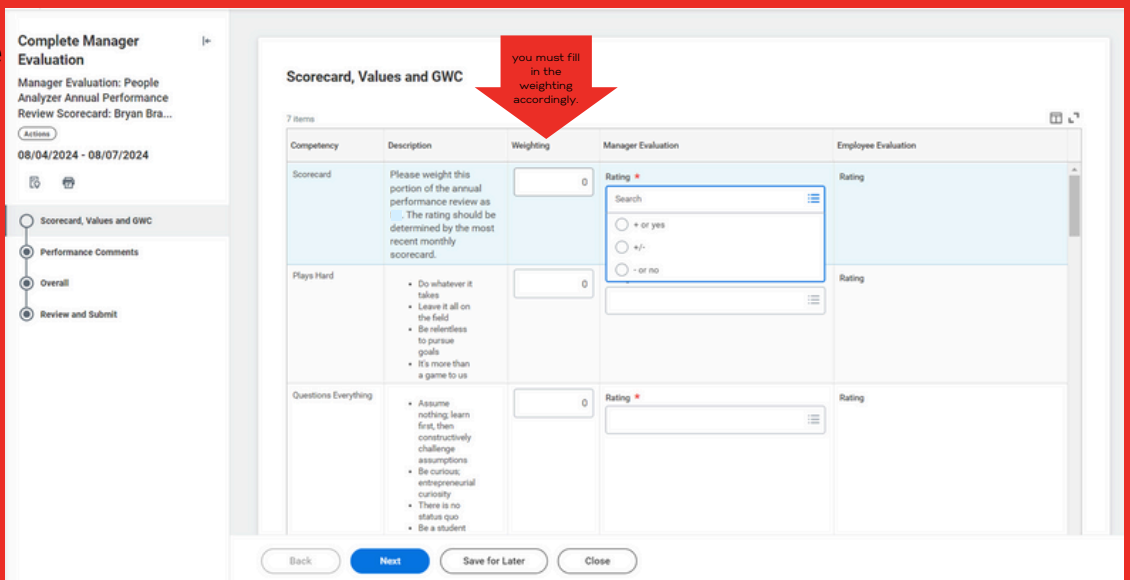 Complete Manager
Evaluation
Manager Evaluation: People
Analyzer Annual Performance
Review Scorecard: Bryan Bra...
Actions
08/04/2024 - 08/07/2024
Scorecard, Values and GWC
Performance Comments
Overall
Review and Submit
Scorecard, Values and GWC
you must fill
in the
weighting
accordingly.
7 items
Competency
Description
Weighting
Manager Evaluation
Employee Evaluation
Scorecard
Please weight this
portion of the annual
performance review as
. The rating should be
determined by the most
recent monthly
scorecard.
0
Rating *
Search
+ or yes
+/-
- or no
Rating
Plays Hard
• Do whatever it
takes
• Leave it all on
the field
• Be relentless
to pursue
goals
• It's more than
a game to us
0
Rating
Questions Everything
• Assume
nothing; learn
first, then
constructively
challenge
assumptions
• Be curious;
entrepreneurial
curiosity
• There is no
status quo
• Be a student
0
Rating *
Rating
Back
Next
Save for Later
Close